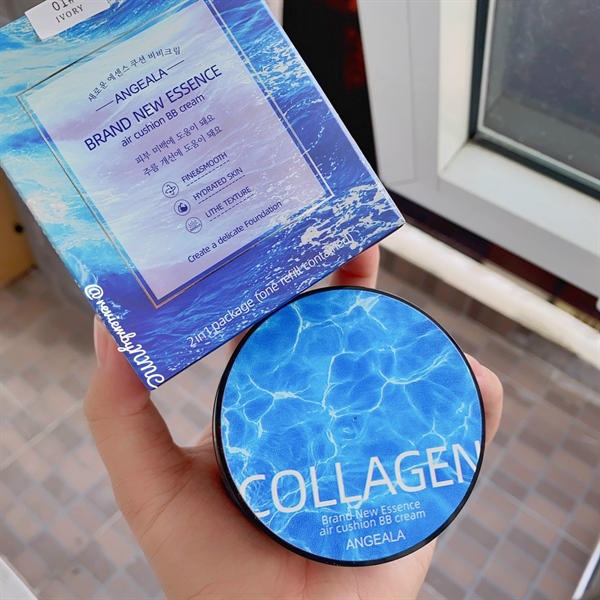 IVORY
새로운 에센스 쿠션 비비크림
ANGEALA
BRAND NEW ESSENCE
air cushion BB cream
피부 미백에 도움이 돼요
주름 개선에 도움이 돼요
FINE&SMOOTH
HYDRATED SKIN
LITHE TEXTURE
Create a delicate Foundation
2in1 package (one refill contained)
@reviewbyNMC
COLLAGEN
Brand New Essence
air cushion BB cream
ANGEALA